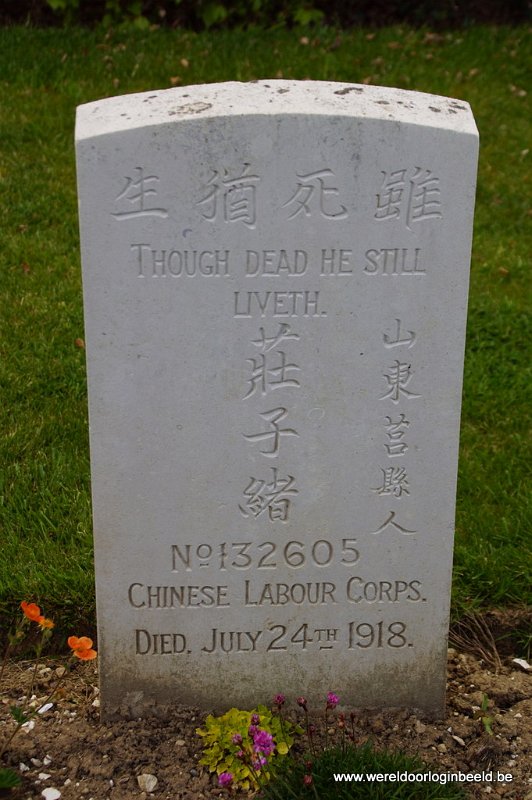 雖死猶生
THOUGH DEAD HE STILL
LIVETH.
山東莒縣人
莊子緒
No 132605
CHINESE LABOUR CORPS.
DIED, JULY 24TH 1918.
www.wereldoorloginbeeld.be